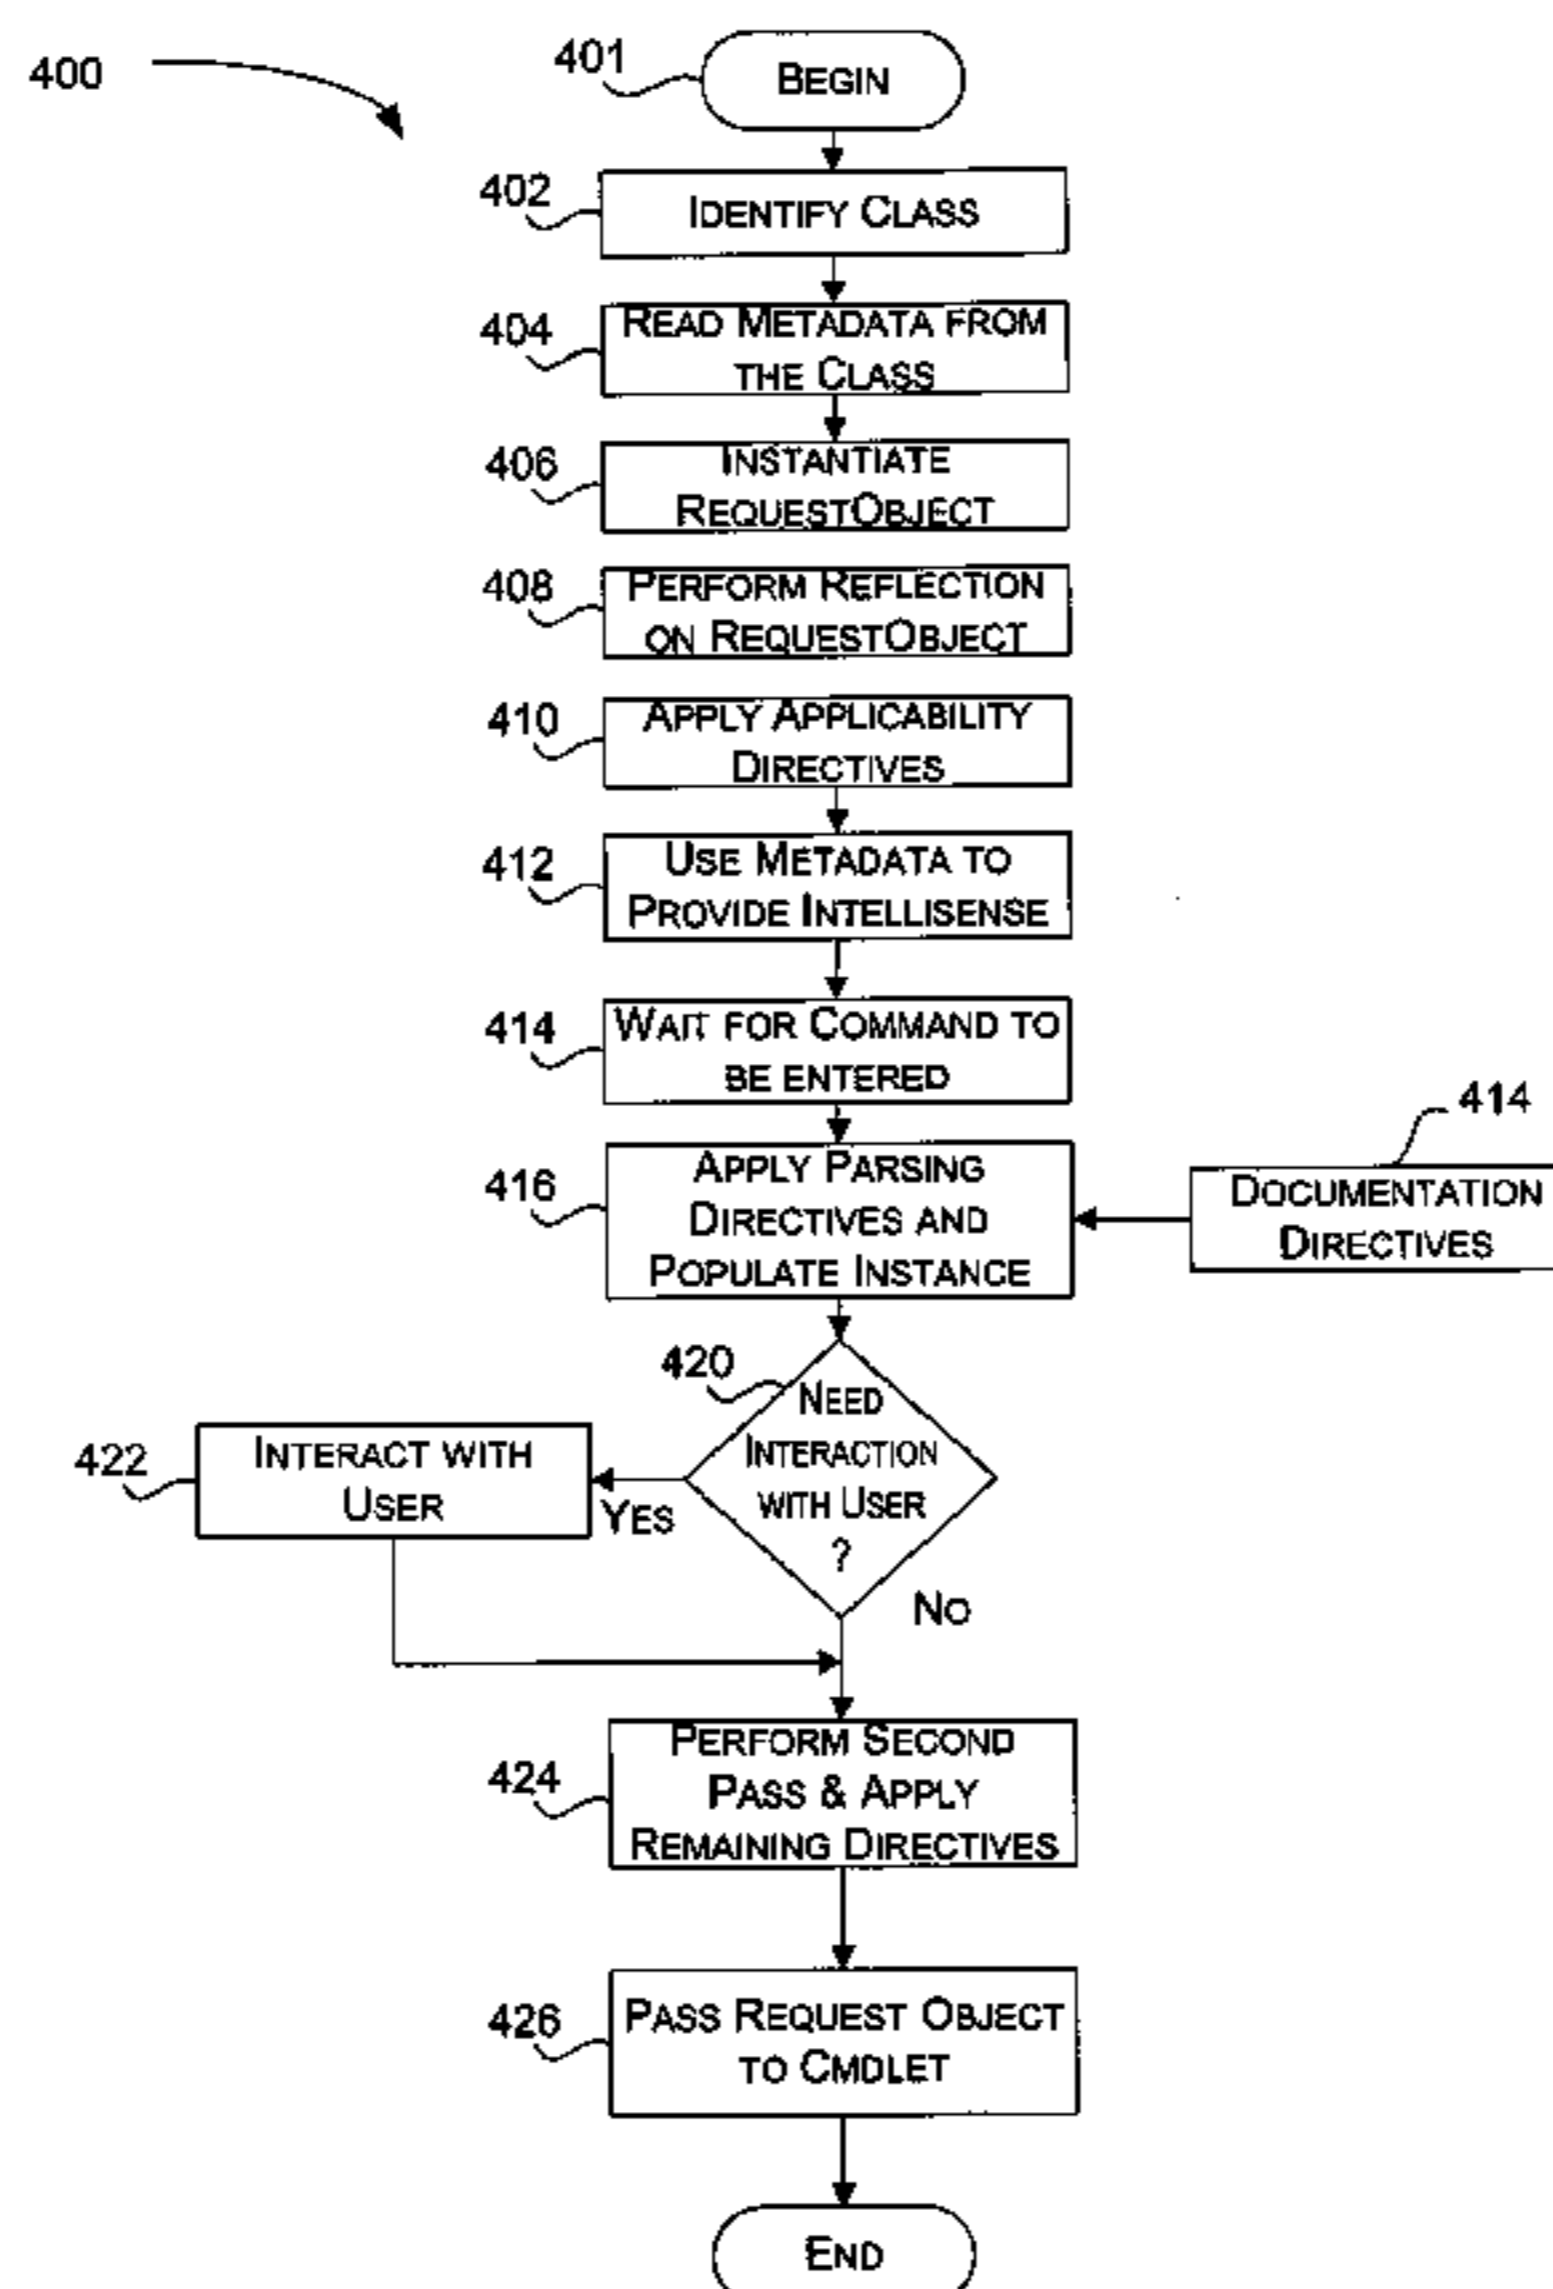 400
401
BEGIN
402
IDENTIFY CLASS
404
READ METADATA FROM
THE CLASS
406
INSTANTIATE
REQUESTOBJECT
408
PERFORM REFLECTION
ON REQUESTOBJECT
410
APPLY APPLICABILITY
DIRECTIVES
412
USE METADATA TO
PROVIDE INTELLISENSE
414
WAIT FOR COMMAND TO
BE ENTERED
416
APPLY PARSING
DIRECTIVES AND
POPULATE INSTANCE
414
DOCUMENTATION
DIRECTIVES
420
NEED
INTERACTION
WITH USER
?
422
INTERACT WITH
USER
YES
NO
424
PERFORM SECOND
PASS & APPLY
REMAINING DIRECTIVES
426
PASS REQUEST OBJECT
TO CMDLET
END